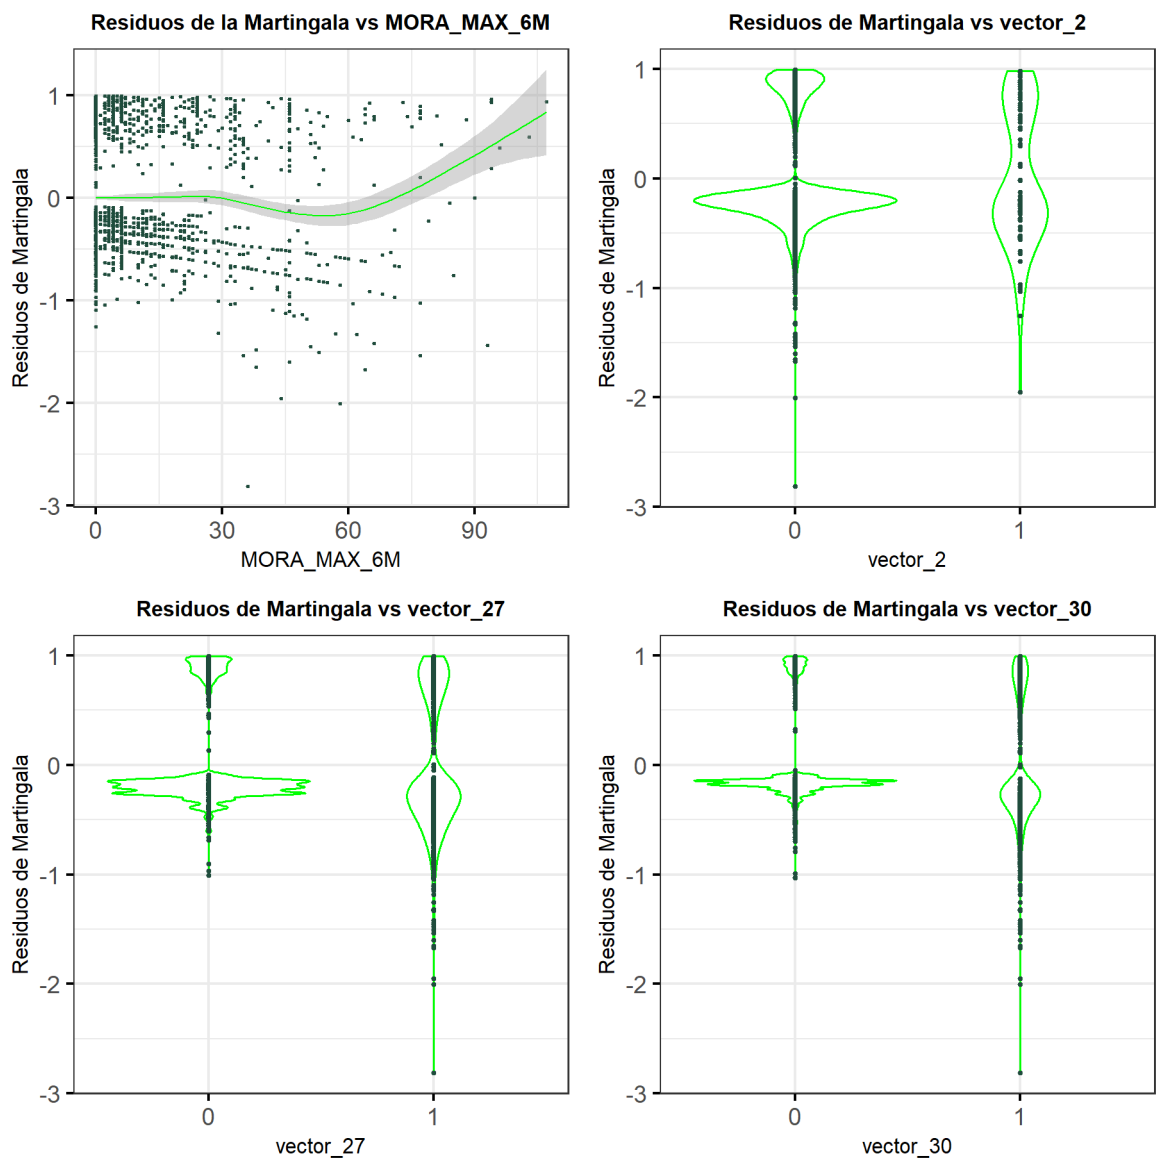 Residuos de la Martingala vs MORA_MAX_6M
Residuos de Martingala
1
0
-1
-2
-3
0
30
60
90
MORA_MAX_6M
Residuos de Martingala vs vector_2
Residuos de Martingala
1
0
-1
-2
-3
0
1
vector_2
Residuos de Martingala vs vector_27
Residuos de Martingala
1
0
-1
-2
-3
0
1
vector_27
Residuos de Martingala vs vector_30
Residuos de Martingala
1
0
-1
-2
-3
0
1
vector_30